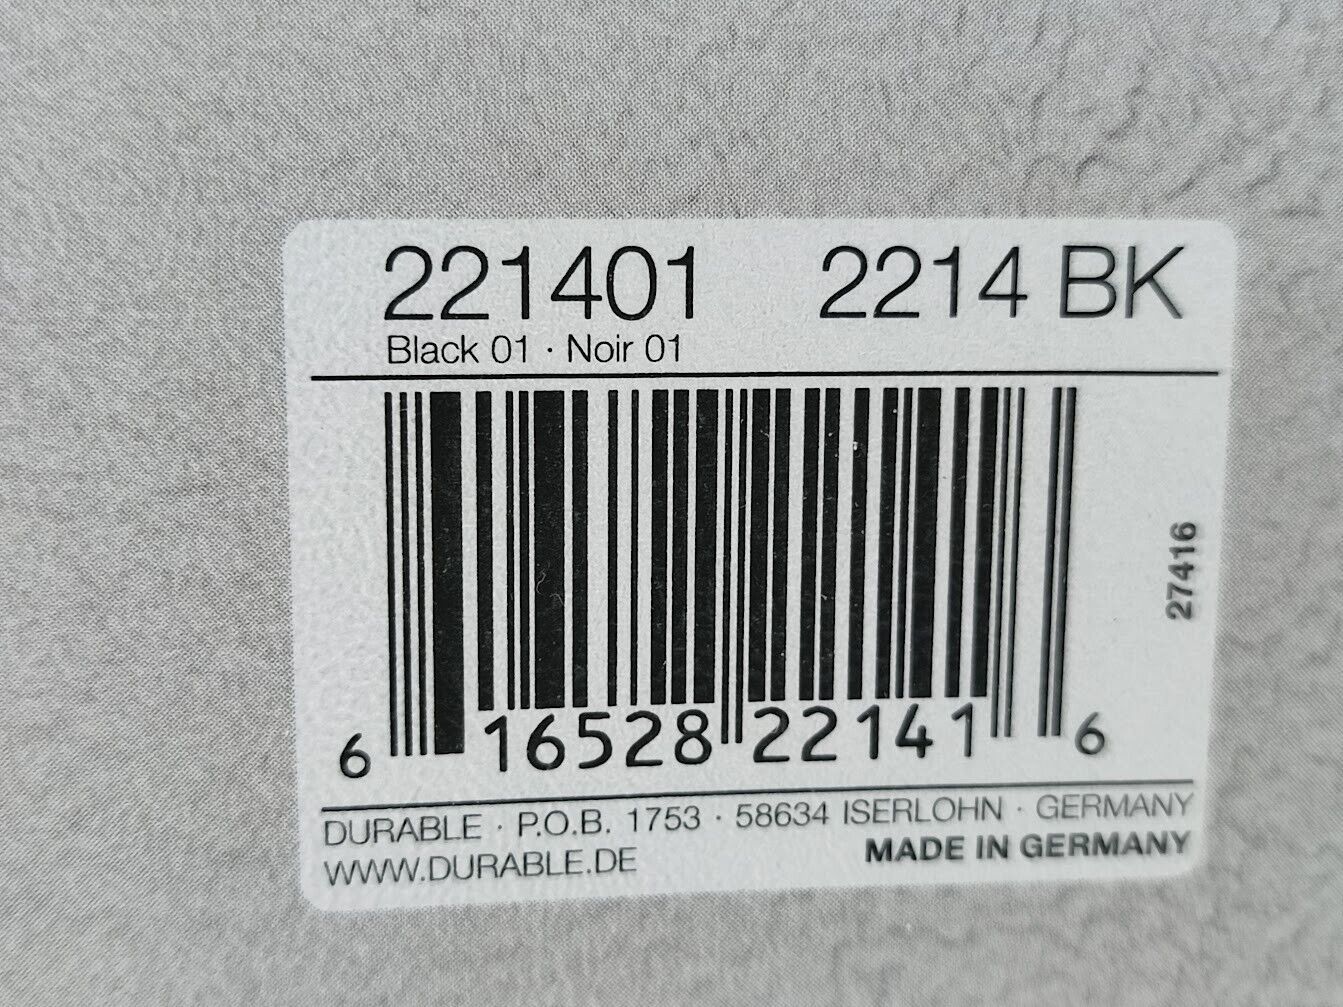 221401 2214 BK
Black 01 · Noir 01
27416
6 16528 22141 6
DURABLE · P.O.B. 1753 · 58634 ISERLOHN · GERMANY
WWW.DURABLE.DE MADE IN GERMANY